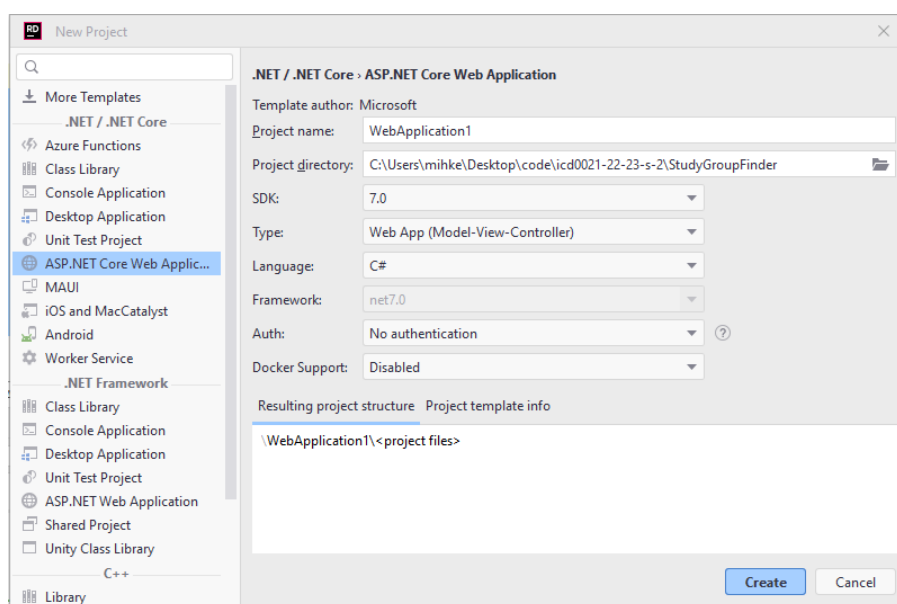 RD New Project
More Templates
.NET / .NET Core
Azure Functions
Class Library
Console Application
Desktop Application
Unit Test Project
ASP.NET Core Web Applic...
MAUI
iOS and MacCatalyst
Android
Worker Service
.NET Framework
Class Library
Console Application
Desktop Application
Unit Test Project
ASP.NET Web Application
Shared Project
Unity Class Library
C++
Library
.NET / .NET Core › ASP.NET Core Web Application
Template author: Microsoft
Project name: WebApplication1
Project directory: C:\Users\mihke\Desktop\code\icd0021-22-23-s-2\StudyGroupFinder
SDK: 7.0
Type: Web App (Model-View-Controller)
Language: C#
Framework: net7.0
Auth: No authentication ?
Docker Support: Disabled
Resulting project structure Project template info
\WebApplication1\<project files>
Create Cancel